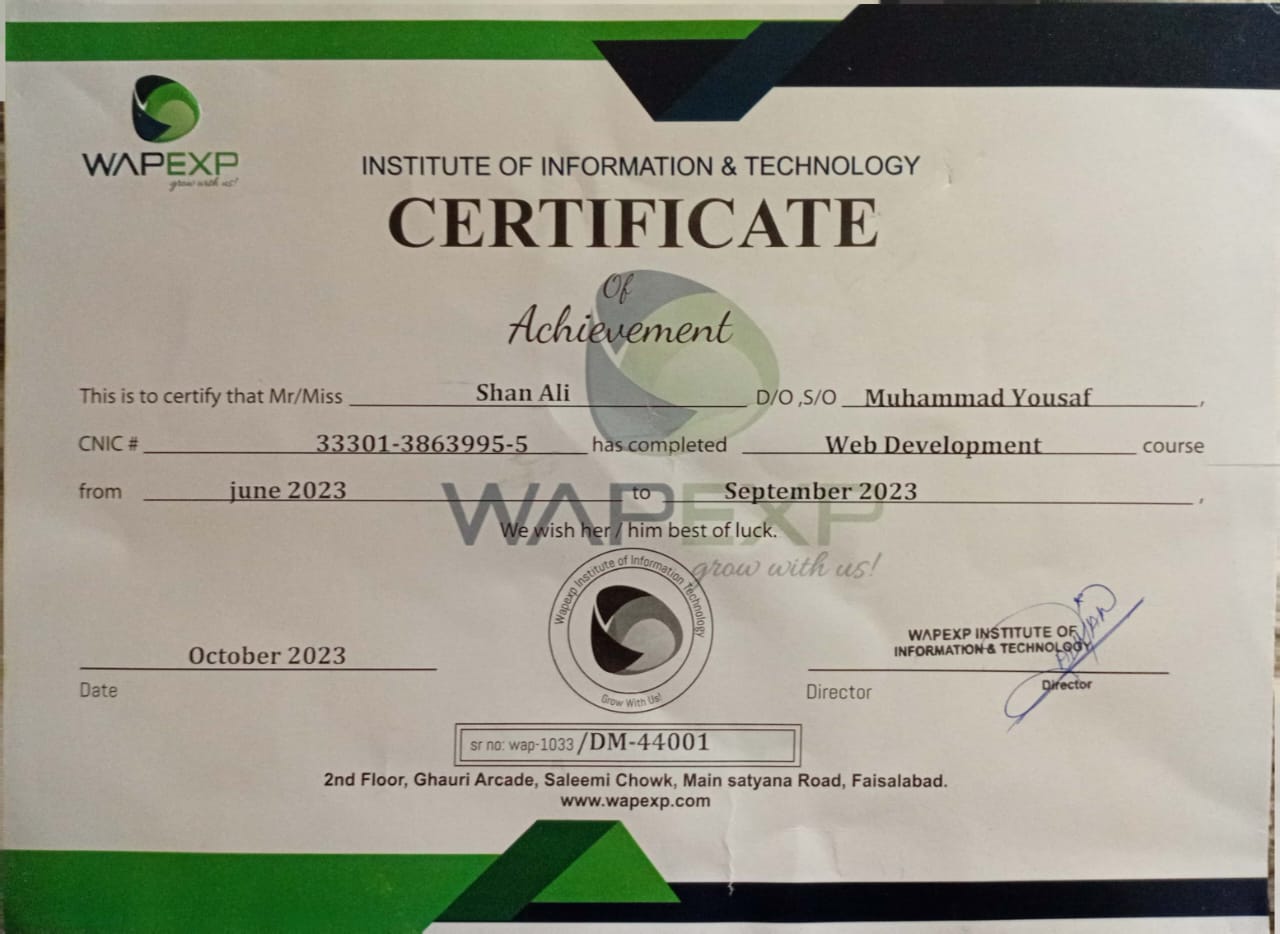 WAPEXP
grow with us!
INSTITUTE OF INFORMATION & TECHNOLOGY
CERTIFICATE
Of
Achievement
This is to certify that Mr/Miss Shan Ali D/O ,S/O Muhammad Yousaf ,
CNIC # 33301-3863995-5 has completed Web Development course
from june 2023 to September 2023 ,
WAPEXP
We wish her / him best of luck.
grow with us!
Wapexp Institute of Information Technology
Grow With Us!
October 2023
Date
WAPEXP INSTITUTE OF
INFORMATION & TECHNOLOGY
Director
Director
sr no: wap-1033 /DM-44001
2nd Floor, Ghauri Arcade, Saleemi Chowk, Main satyana Road, Faisalabad.
www.wapexp.com